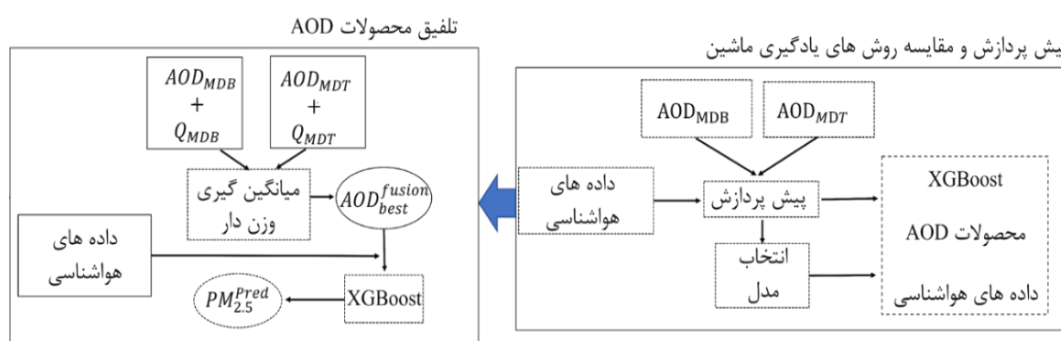 پیش پردازش و مقایسه روش های یادگیری ماشین
AOD_MDB
AOD_MDT
داده های
هواشناسی
پیش پردازش
انتخاب
مدل
XGBoost
محصولات AOD
داده های هواشناسی
تلفیق محصولات AOD
AOD_MDB
+
Q_MDB
AOD_MDT
+
Q_MDT
میانگین گیری
وزن دار
AOD_best^fusion
داده های
هواشناسی
XGBoost
PM_2.5^Pred